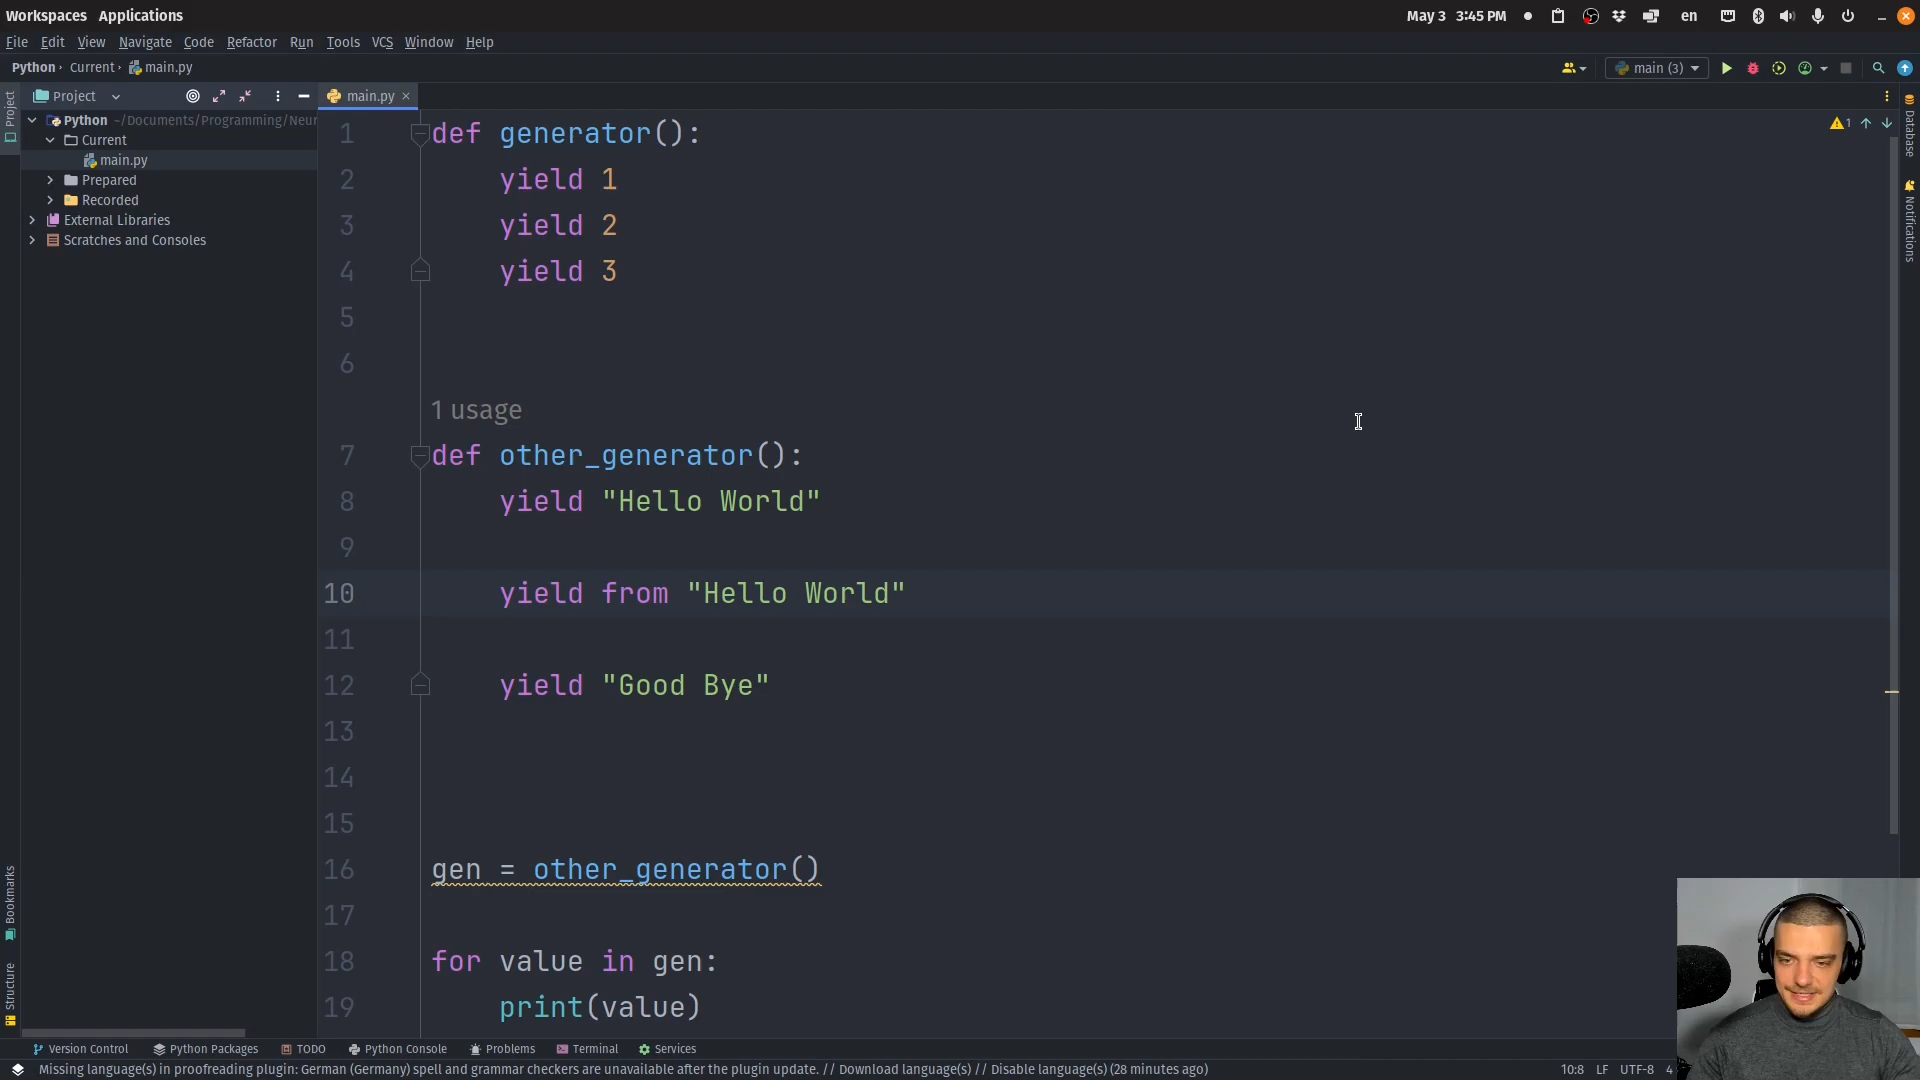 Workspaces Applications May 3 3:45 PM en
File Edit View Navigate Code Refactor Run Tools VCS Window Help
Python Current main.py main (3)
Project main.py
Project
Python ~/Documents/Programming/Neur
Current
main.py
Prepared
Recorded
External Libraries
Scratches and Consoles
1 def generator():
2 yield 1
3 yield 2
4 yield 3
5
6
1 usage
7 def other_generator():
8 yield "Hello World"
9
10 yield from "Hello World"
11
12 yield "Good Bye"
13
14
15
16 gen = other_generator()
17
18 for value in gen:
19 print(value)
1
Database
Notifications
Bookmarks
Structure
Version Control Python Packages TODO Python Console Problems Terminal Services
Missing language(s) in proofreading plugin: German (Germany) spell and grammar checkers are unavailable after the plugin update. // Download language(s) // Disable language(s) (28 minutes ago) 10:8 LF UTF-8 4